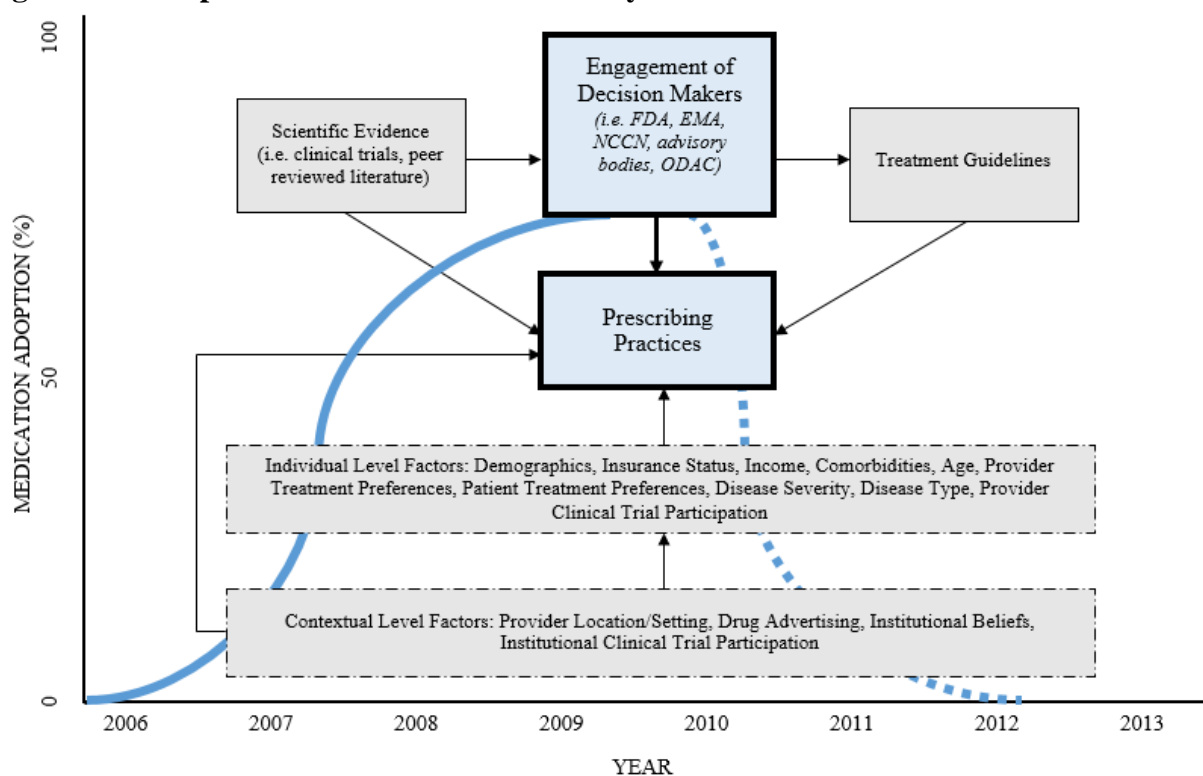 100
Engagement of
Decision Makers
(i.e. FDA, EMA,
NCCN, advisory
bodies, ODAC)
Scientific Evidence
(i.e. clinical trials, peer
reviewed literature)
Treatment Guidelines
Prescribing
Practices
50
MEDICATION ADOPTION (%)
Individual Level Factors: Demographics, Insurance Status, Income, Comorbidities, Age, Provider
Treatment Preferences, Patient Treatment Preferences, Disease Severity, Disease Type, Provider
Clinical Trial Participation
Contextual Level Factors: Provider Location/Setting, Drug Advertising, Institutional Beliefs,
Institutional Clinical Trial Participation
0
2006 2007 2008 2009 2010 2011 2012 2013
YEAR